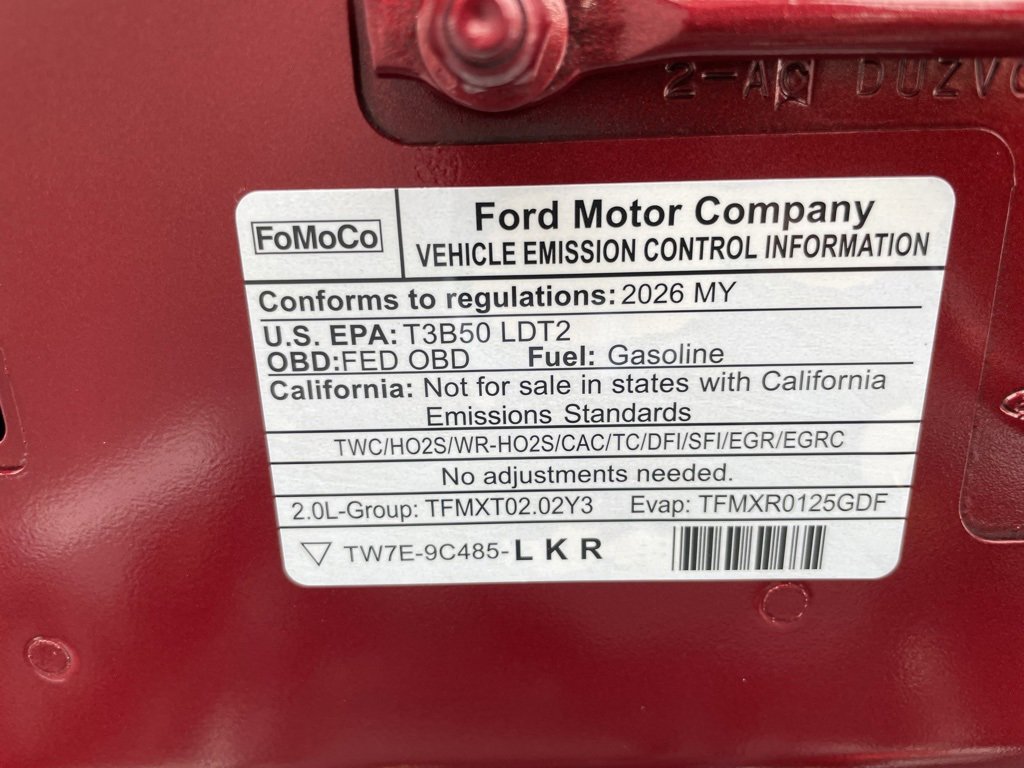 2-AC DUZV
FoMoCo
Ford Motor Company
VEHICLE EMISSION CONTROL INFORMATION
Conforms to regulations: 2026 MY
U.S. EPA: T3B50 LDT2
OBD:FED OBD Fuel: Gasoline
California: Not for sale in states with California
Emissions Standards
TWC/HO2S/WR-HO2S/CAC/TC/DFI/SFI/EGR/EGRC
No adjustments needed.
2.0L-Group: TFMXT02.02Y3 Evap: TFMXR0125GDF
TW7E-9C485-LKR